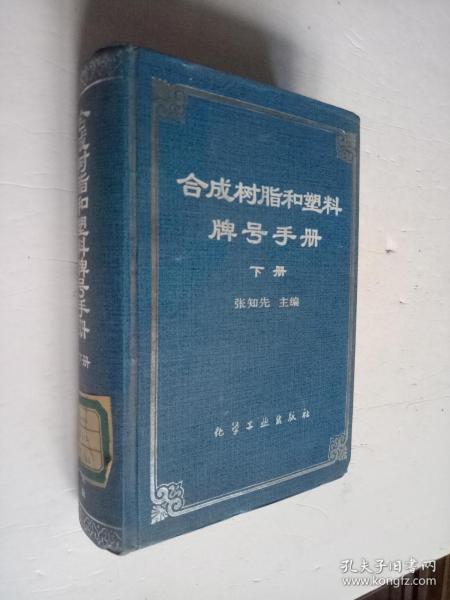 合成树脂和塑料
牌号手册
下册
张知先 主编
化学工业出版社
合成树脂和塑料牌号手册
下册
孔夫子旧书网
www.kongfz.com